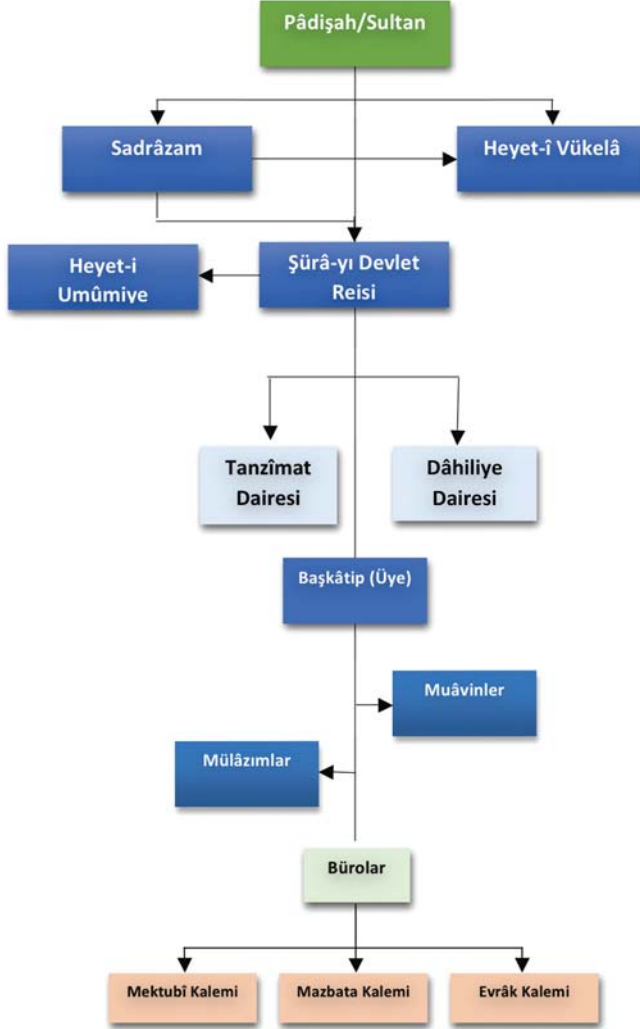 Pâdişah/Sultan
Sadrâzam
Heyet-î Vükelâ
Heyet-i
Umûmiye
Şûrâ-yı Devlet
Reisi
Tanzîmat
Dairesi
Dâhiliye
Dairesi
Başkâtip (Üye)
Muâvinler
Mülâzımlar
Bürolar
Mektubî Kalemi
Mazbata Kalemi
Evrâk Kalemi